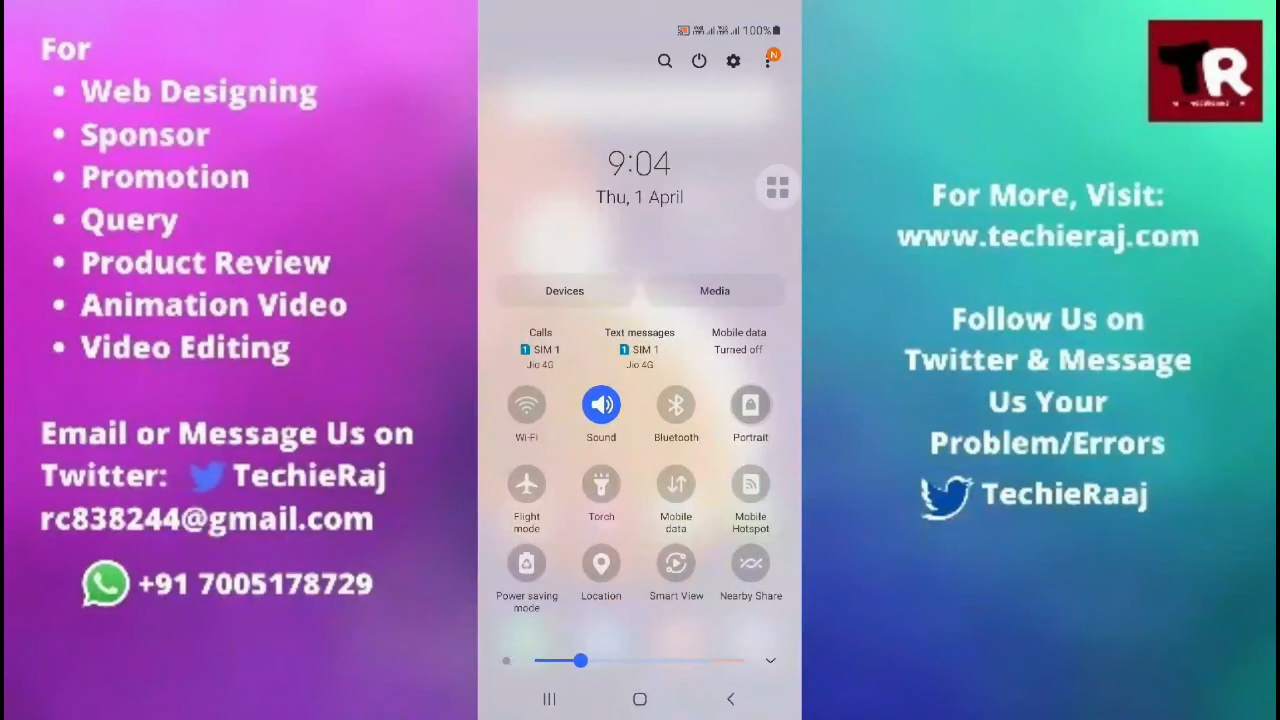 For
• Web Designing
• Sponsor
• Promotion
• Query
• Product Review
• Animation Video
• Video Editing
Email or Message Us on
Twitter: TechieRaj
rc838244@gmail.com
+91 7005178729
100%
N
9:04
Thu, 1 April
Devices
Media
Calls
1 SIM 1
Jio 4G
Text messages
1 SIM 1
Jio 4G
Mobile data
Turned off
Wi-Fi
Sound
Bluetooth
Portrait
Flight
mode
Torch
Mobile
data
Mobile
Hotspot
Power saving
mode
Location
Smart View
Nearby Share
TR
For More, Visit:
www.techieraj.com
Follow Us on
Twitter & Message
Us Your
Problem/Errors
TechieRaaj